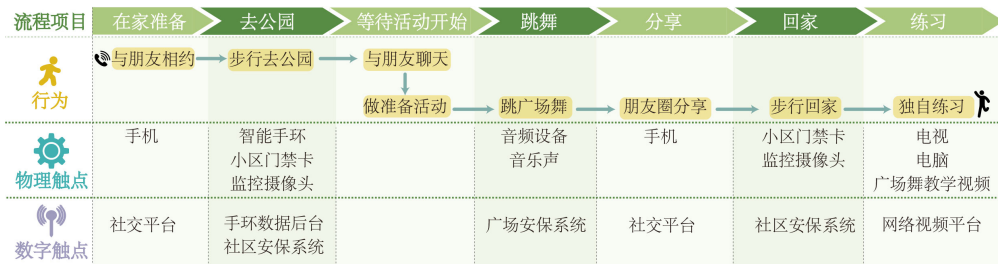 流程项目 在家准备 去公园 等待活动开始 跳舞 分享 回家 练习
与朋友相约 步行去公园 与朋友聊天
行为
做准备活动 跳广场舞 朋友圈分享 步行回家 独自练习
手机 智能手环 音频设备 手机 小区门禁卡 电视
小区门禁卡 音乐声 监控摄像头 电脑
物理触点 监控摄像头 广场舞教学视频
社交平台 手环数据后台 广场安保系统 社交平台 社区安保系统 网络视频平台
数字触点 社区安保系统